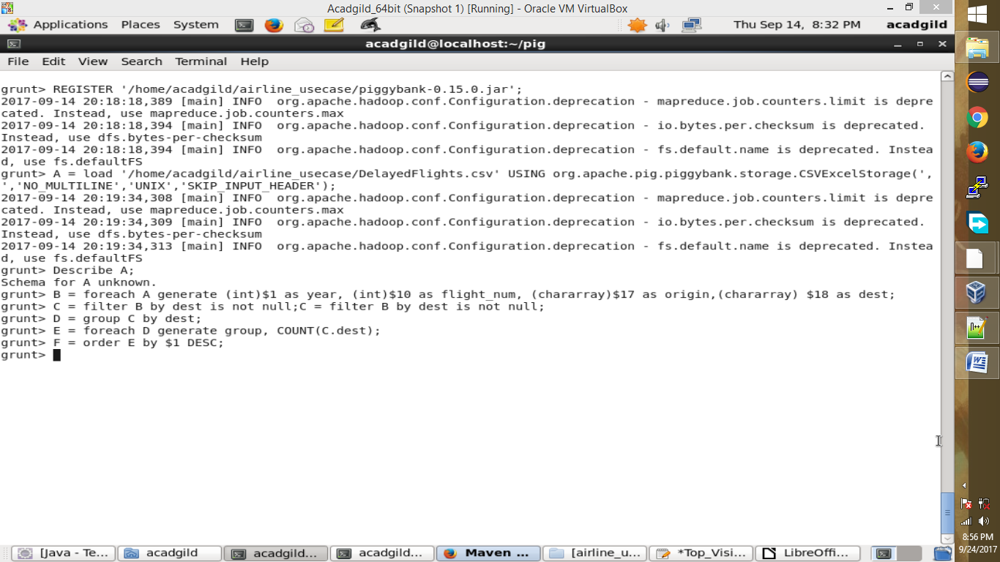 Acadgild_64bit (Snapshot 1) [Running] - Oracle VM VirtualBox
Applications Places System Thu Sep 14, 8:32 PM acadgild
acadgild@localhost:~/pig
File Edit View Search Terminal Help
grunt> REGISTER '/home/acadgild/airline_usecase/piggybank-0.15.0.jar';
2017-09-14 20:18:18,389 [main] INFO  org.apache.hadoop.conf.Configuration.deprecation - mapreduce.job.counters.limit is depre
cated. Instead, use mapreduce.job.counters.max
2017-09-14 20:18:18,394 [main] INFO  org.apache.hadoop.conf.Configuration.deprecation - io.bytes.per.checksum is deprecated.
Instead, use dfs.bytes-per-checksum
2017-09-14 20:18:18,394 [main] INFO  org.apache.hadoop.conf.Configuration.deprecation - fs.default.name is deprecated. Instea
d, use fs.defaultFS
grunt> A = load '/home/acadgild/airline_usecase/DelayedFlights.csv' USING org.apache.pig.piggybank.storage.CSVExcelStorage(',
','NO_MULTILINE','UNIX','SKIP_INPUT_HEADER');
2017-09-14 20:19:34,308 [main] INFO  org.apache.hadoop.conf.Configuration.deprecation - mapreduce.job.counters.limit is depre
cated. Instead, use mapreduce.job.counters.max
2017-09-14 20:19:34,309 [main] INFO  org.apache.hadoop.conf.Configuration.deprecation - io.bytes.per.checksum is deprecated.
Instead, use dfs.bytes-per-checksum
2017-09-14 20:19:34,313 [main] INFO  org.apache.hadoop.conf.Configuration.deprecation - fs.default.name is deprecated. Instea
d, use fs.defaultFS
grunt> Describe A;
Schema for A unknown.
grunt> B = foreach A generate (int)$1 as year, (int)$10 as flight_num, (chararray)$17 as origin,(chararray) $18 as dest;
grunt> C = filter B by dest is not null;C = filter B by dest is not null;
grunt> D = group C by dest;
grunt> E = foreach D generate group, COUNT(C.dest);
grunt> F = order E by $1 DESC;
grunt>
[Java - Te... acadgild acadgild... acadgild... Maven ... [airline_u... *Top_Visi... LibreOffi...
8:56 PM
9/24/2017